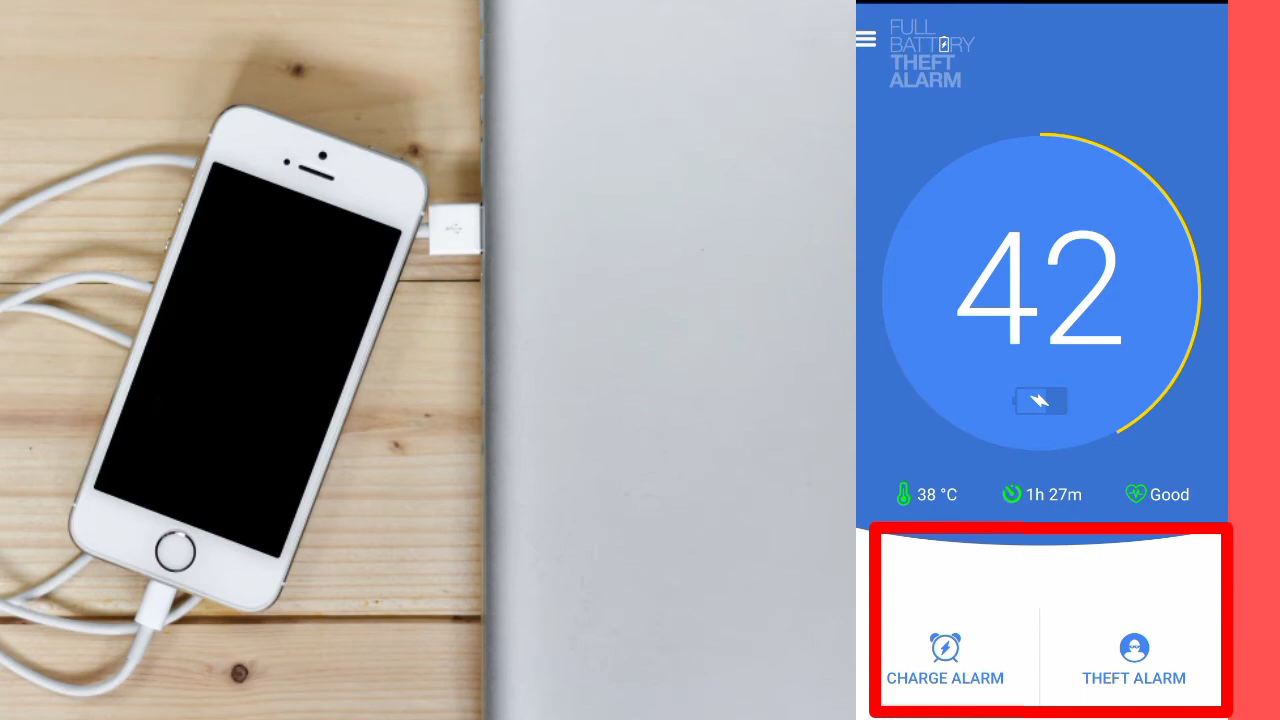 FULL
BATTERY
THEFT
ALARM
42
38 °C
1h 27m
Good
CHARGE ALARM
THEFT ALARM